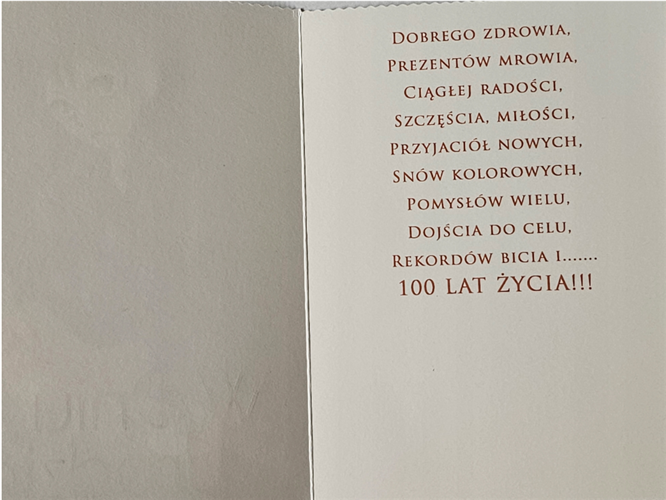 DOBREGO ZDROWIA,
PREZENTÓW MROWIA,
CIĄGŁEJ RADOŚCI,
SZCZĘŚCIA, MIŁOŚCI,
PRZYJACIÓŁ NOWYCH,
SNÓW KOLOROWYCH,
POMYSŁÓW WIELU,
DOJŚCIA DO CELU,
REKORDÓW BICIA I.......
100 LAT ŻYCIA!!!